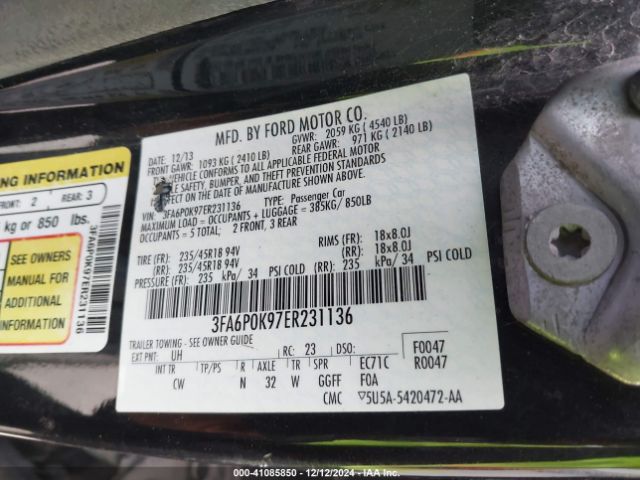 MFD. BY FORD MOTOR CO.
DATE: 12/13 GVWR: 2059 KG ( 4540 LB)
FRONT GAWR: 1093 KG ( 2410 LB) REAR GAWR: 971 KG ( 2140 LB)
VEHICLE CONFORMS TO ALL APPLICABLE FEDERAL MOTOR
SAFETY, BUMPER, AND THEFT PREVENTION STANDARDS
EFFECT ON THE DATE OF MANUFACTURE SHOWN ABOVE.
VIN: 3FA6P0K97ER231136 TYPE: Passenger Car
MAXIMUM LOAD = OCCUPANTS + LUGGAGE = 385KG/ 850LB
OCCUPANTS = 5 TOTAL: 2 FRONT, 3 REAR
TIRE (FR): 235/45R18 94V RIMS (FR): 18x8.0J
(RR): 235/45R18 94V (RR): 18x8.0J
PRESSURE (FR): 235 kPa/ 34 PSI COLD (RR): 235 kPa/ 34 PSI COLD
3FA6P0K97ER231136
TRAILER TOWING - SEE OWNER GUIDE
EXT PNT: UH RC: 23 DSO: F0047
INT TR TP/PS R AXLE TR SPR EC71C R0047
CW N 32 W GGFF F0A
CMC ▽5U5A-5420472-AA
NG INFORMATION
FRONT: 2 REAR: 3
kg or 850 lbs.
SEE OWNERS
MANUAL FOR
ADDITIONAL
INFORMATION
3FA6P0K97ER231136
000-41085850 12/12/2024 IAA Inc.